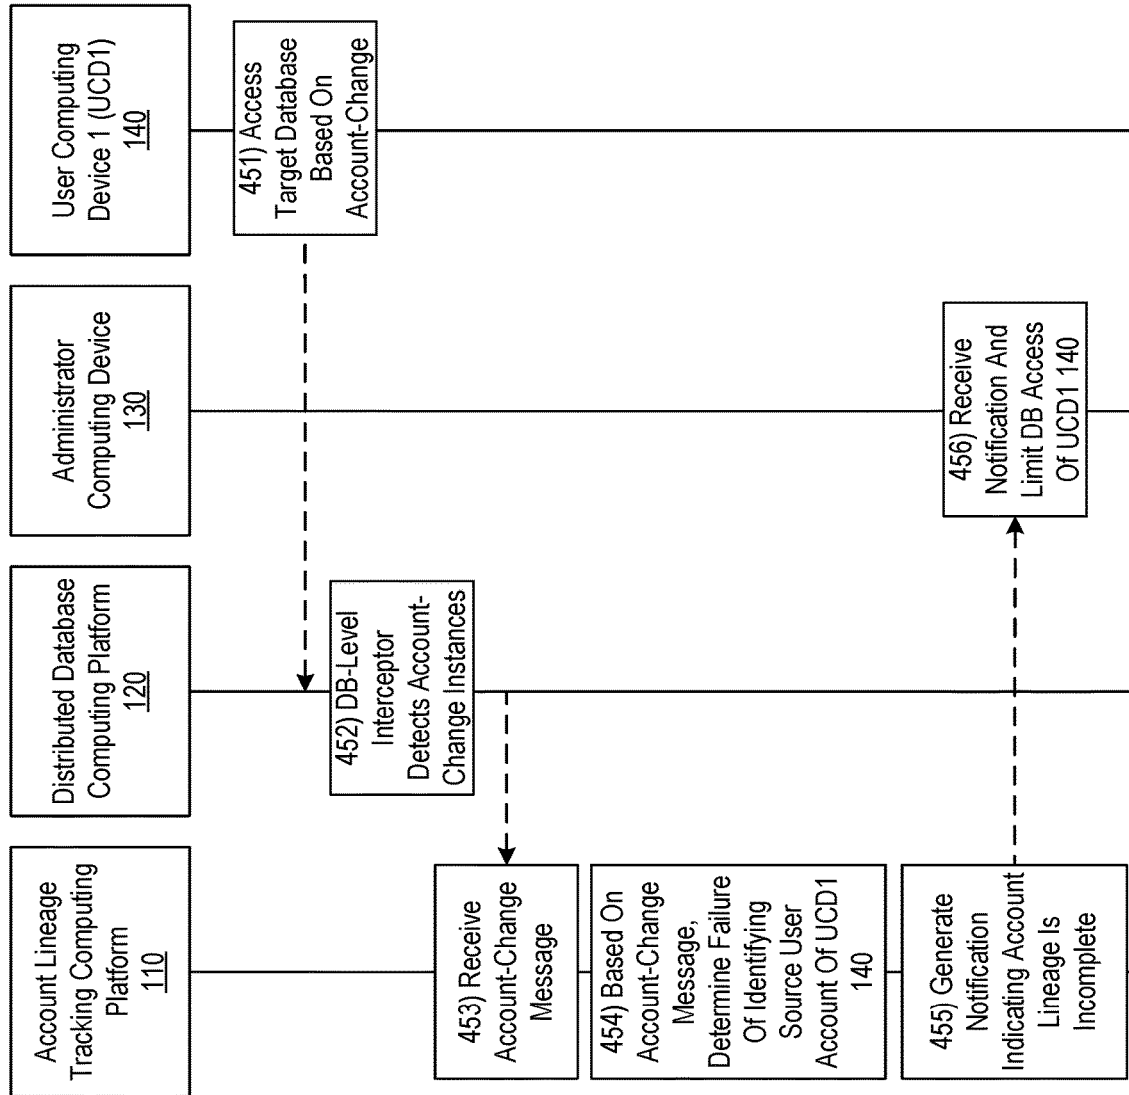 Account Lineage
Tracking Computing
Platform
110
Distributed Database
Computing Platform
120
Administrator
Computing Device
130
User Computing
Device 1 (UCD1)
140
451) Access
Target Database
Based On
Account-Change
452) DB-Level
Interceptor
Detects Account-
Change Instances
453) Receive
Account-Change
Message
454) Based On
Account-Change
Message,
Determine Failure
Of Identifying
Source User
Account Of UCD1
140
455) Generate
Notification
Indicating Account
Lineage Is
Incomplete
456) Receive
Notification And
Limit DB Access
Of UCD1 140